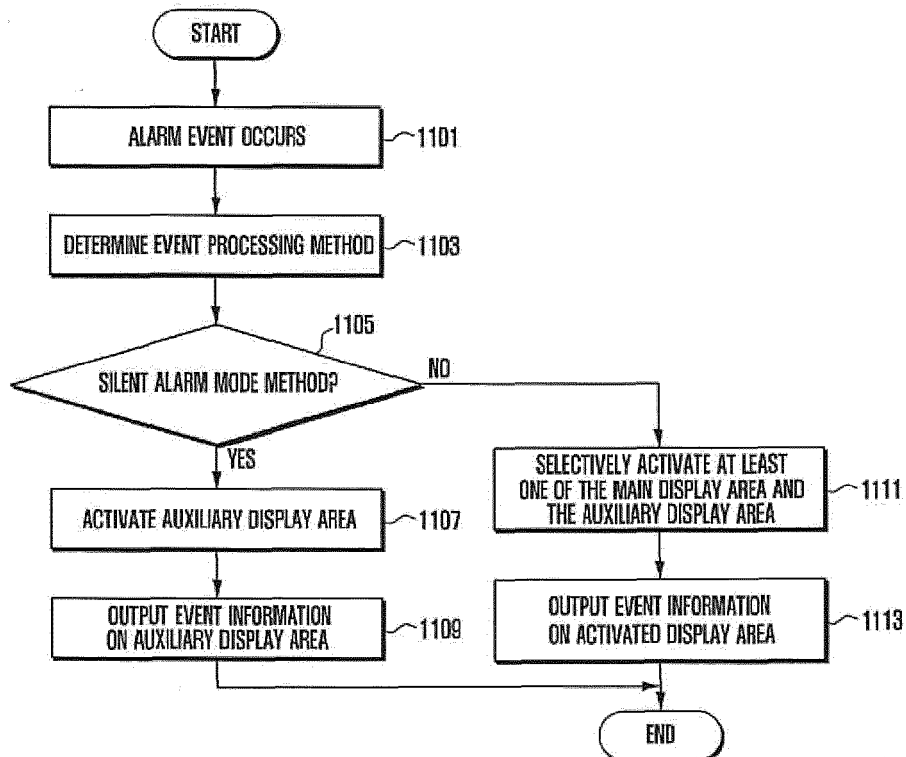 START
ALARM EVENT OCCURS
1101
DETERMINE EVENT PROCESSING METHOD
1103
1105
SILENT ALARM MODE METHOD?
NO
YES
ACTIVATE AUXILIARY DISPLAY AREA
1107
OUTPUT EVENT INFORMATION
ON AUXILIARY DISPLAY AREA
1109
SELECTIVELY ACTIVATE AT LEAST
ONE OF THE MAIN DISPLAY AREA AND
THE AUXILIARY DISPLAY AREA
1111
OUTPUT EVENT INFORMATION
ON ACTIVATED DISPLAY AREA
1113
END